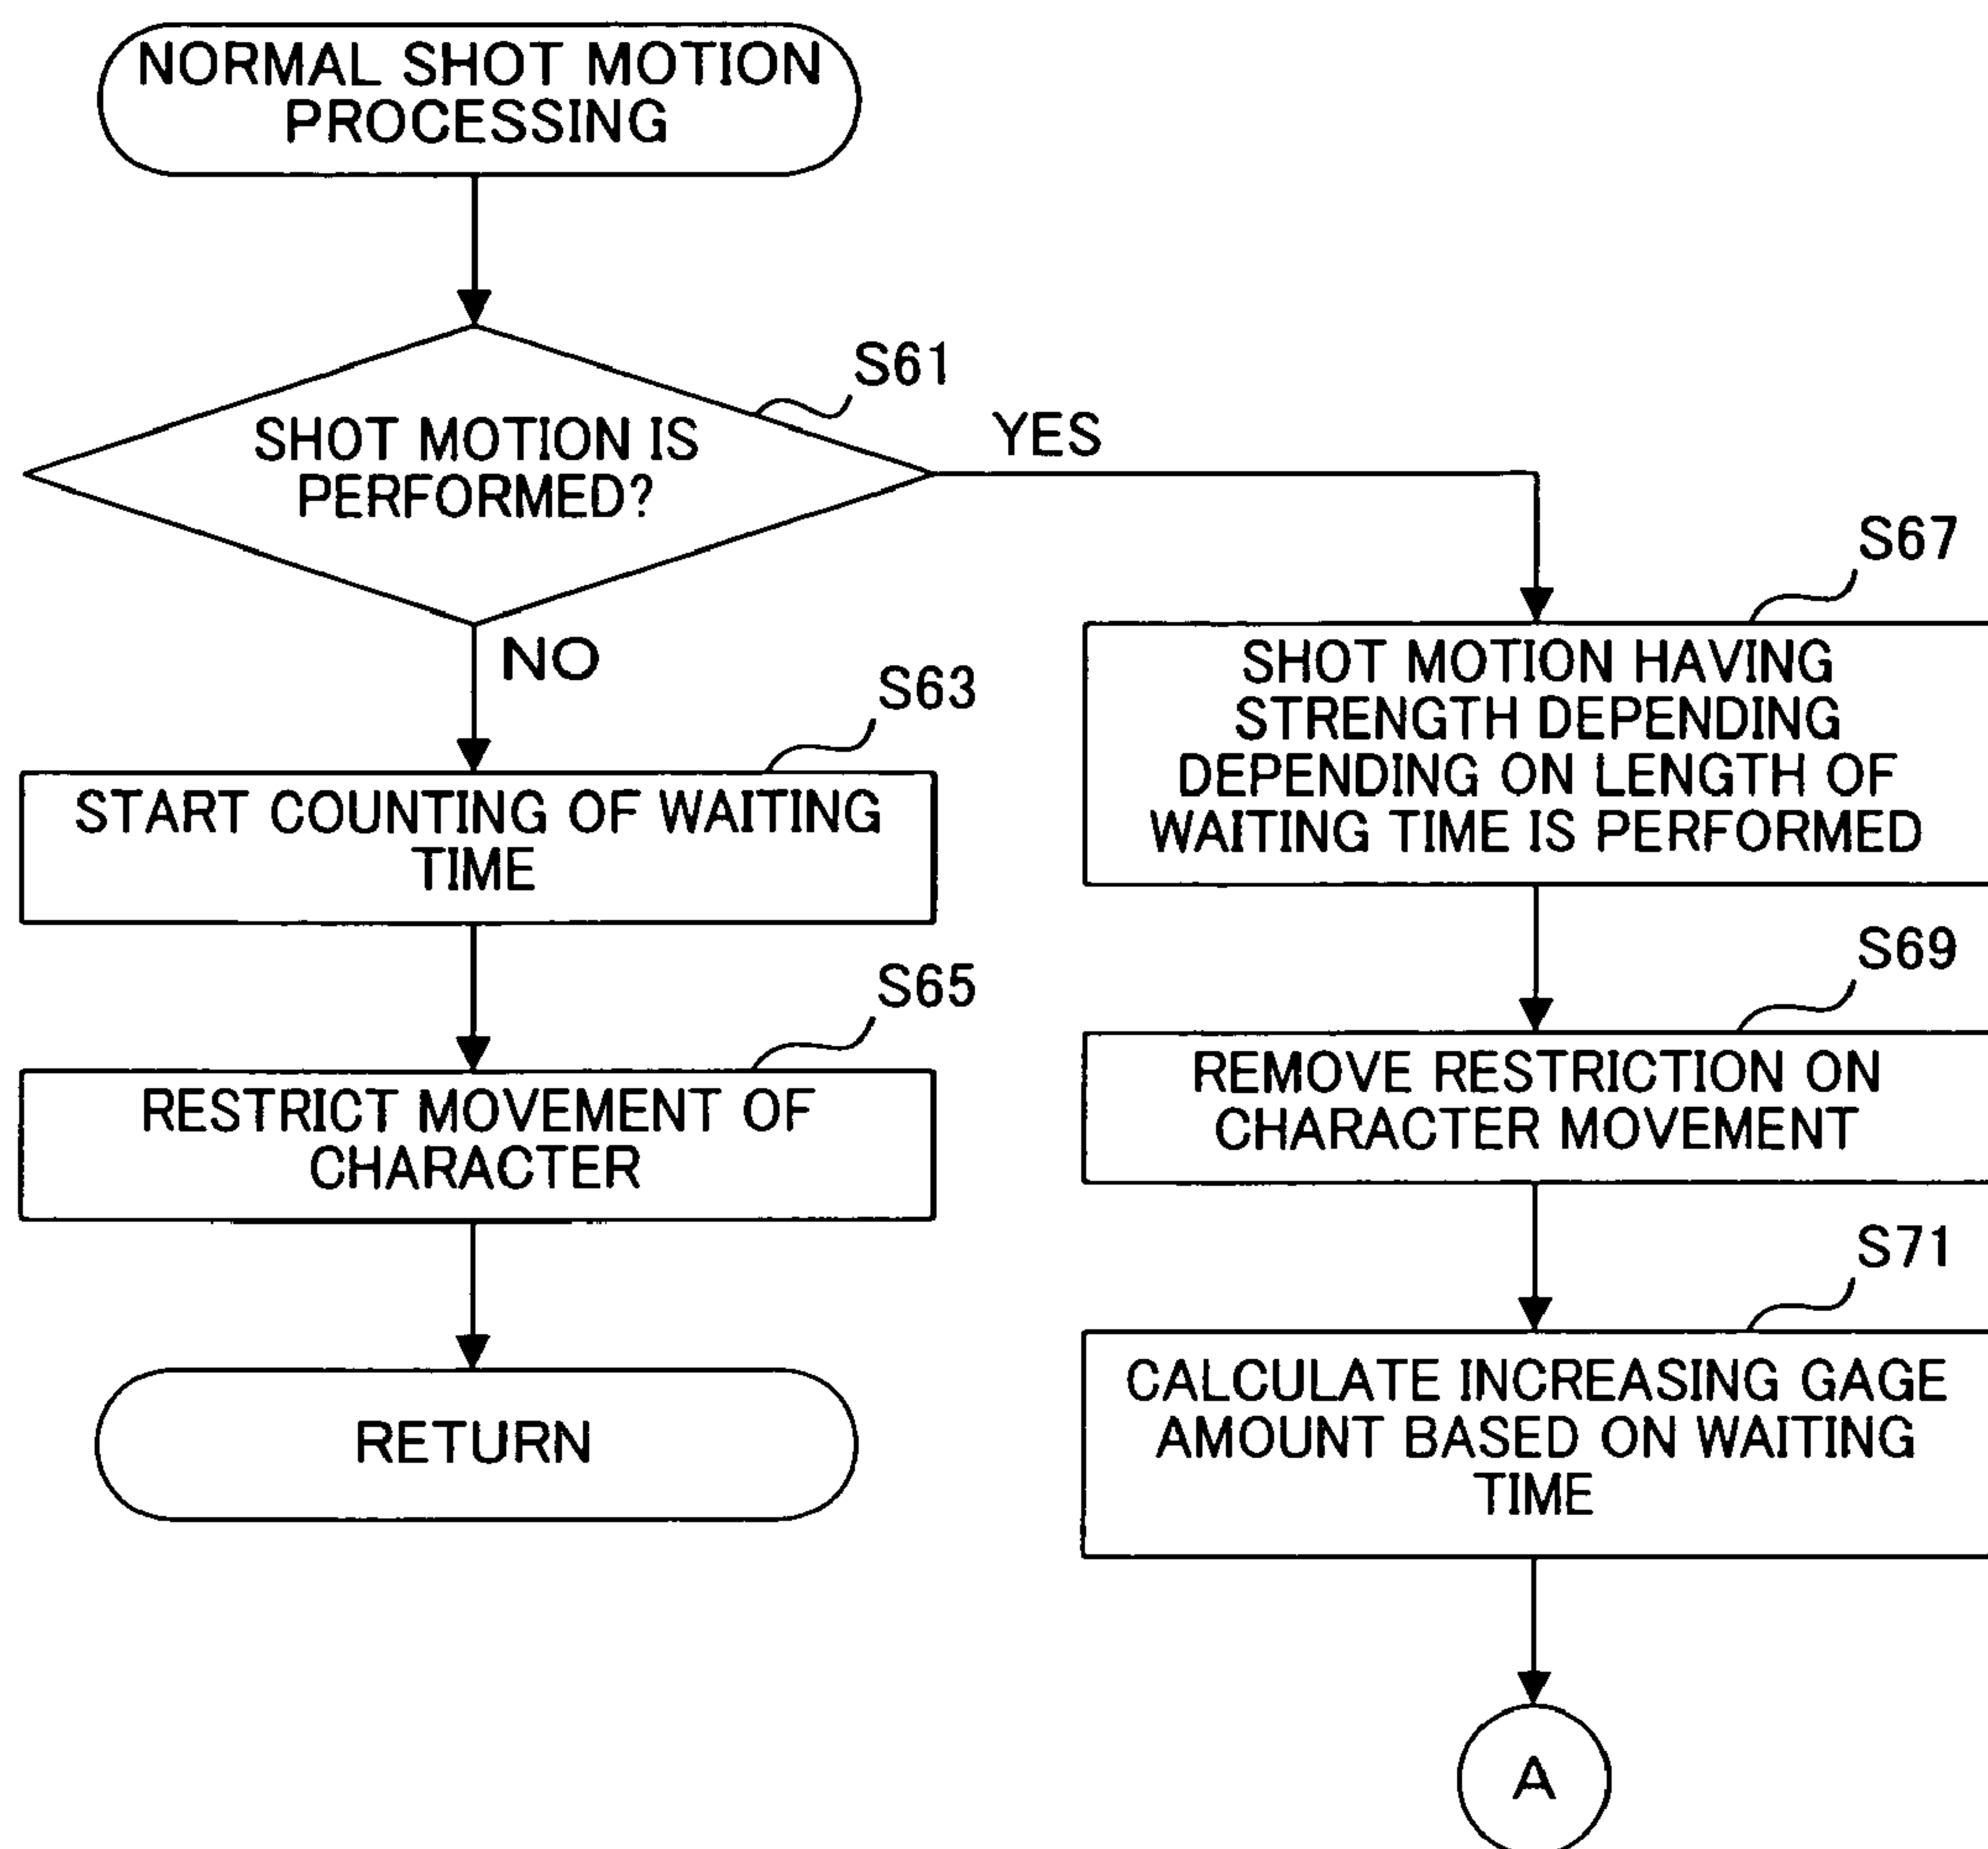 NORMAL SHOT MOTION
PROCESSING
S61
SHOT MOTION IS
PERFORMED?
YES
NO
S63
START COUNTING OF WAITING
TIME
S65
RESTRICT MOVEMENT OF
CHARACTER
RETURN
S67
SHOT MOTION HAVING
STRENGTH DEPENDING
DEPENDING ON LENGTH OF
WAITING TIME IS PERFORMED
S69
REMOVE RESTRICTION ON
CHARACTER MOVEMENT
S71
CALCULATE INCREASING GAGE
AMOUNT BASED ON WAITING
TIME
A